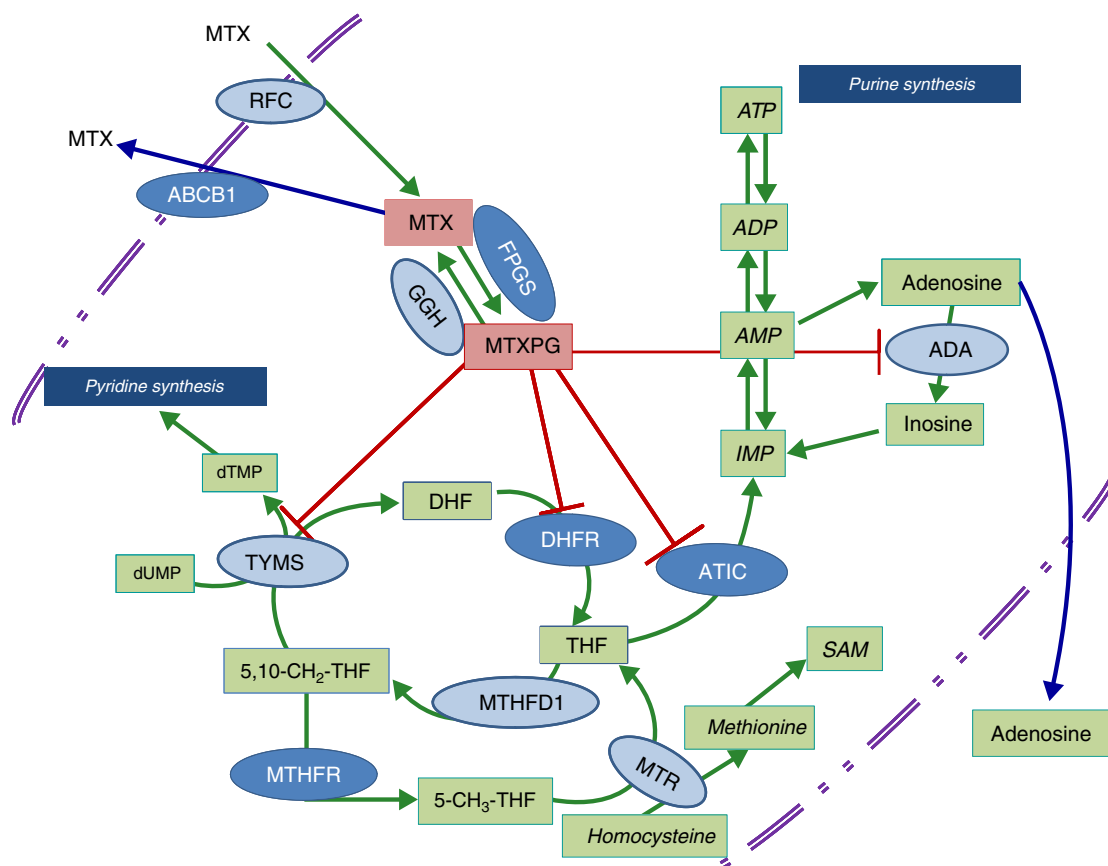 MTX
RFC
MTX
ABCB1
MTX
FPGS
GGH
MTXPG
Purine synthesis
ATP
ADP
AMP
Adenosine
ADA
Inosine
IMP
Pyridine synthesis
dTMP
DHF
DHFR
TYMS
dUMP
ATIC
THF
5,10-CH₂-THF
MTHFD1
SAM
Methionine
Adenosine
MTHFR
MTR
5-CH₃-THF
Homocysteine